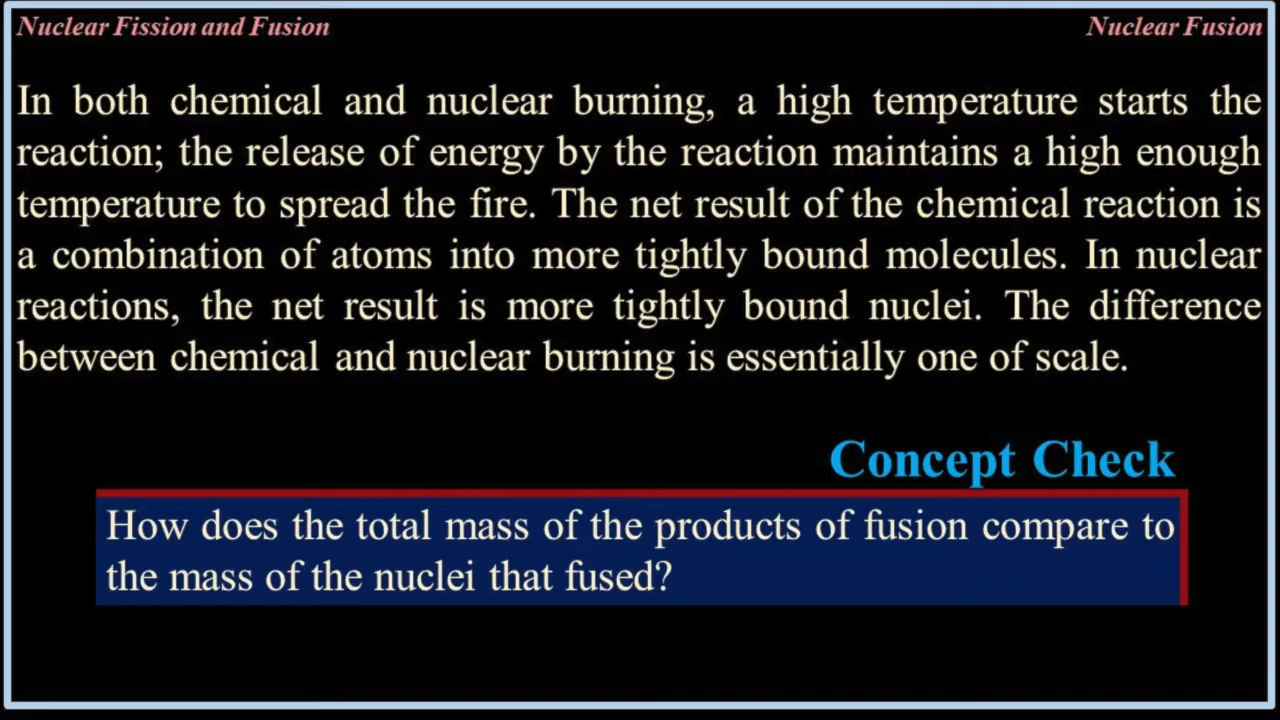 Nuclear Fission and Fusion
Nuclear Fusion
In both chemical and nuclear burning, a high temperature starts the
reaction; the release of energy by the reaction maintains a high enough
temperature to spread the fire. The net result of the chemical reaction is
a combination of atoms into more tightly bound molecules. In nuclear
reactions, the net result is more tightly bound nuclei. The difference
between chemical and nuclear burning is essentially one of scale.
Concept Check
How does the total mass of the products of fusion compare to
the mass of the nuclei that fused?